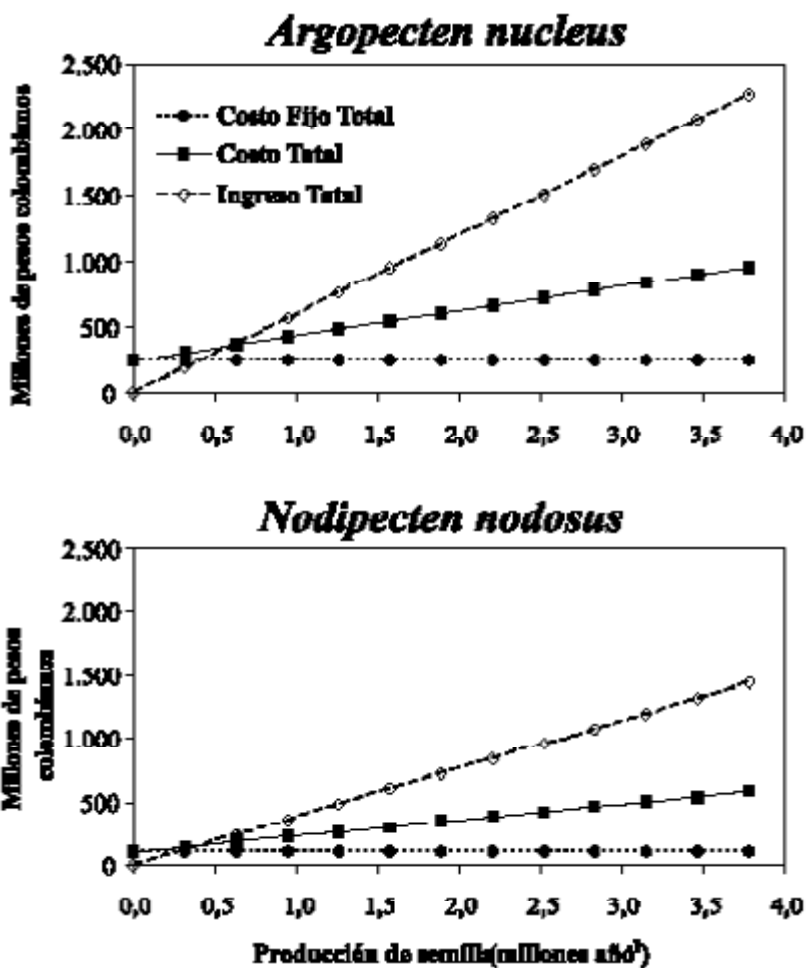 Argopecten nucleus
Millones de pesos colombianos
2.500
2.000
1.500
1.000
500
0
Costo Fijo Total
Costo Total
Ingreso Total
0,0 0,5 1,0 1,5 2,0 2,5 3,0 3,5 4,0
Nodipecten nodosus
Millones de pesos
colombianos
2.500
2.000
1.500
1.000
500
0
0,0 0,5 1,0 1,5 2,0 2,5 3,0 3,5 4,0
Producción de semilla(millones año¹)